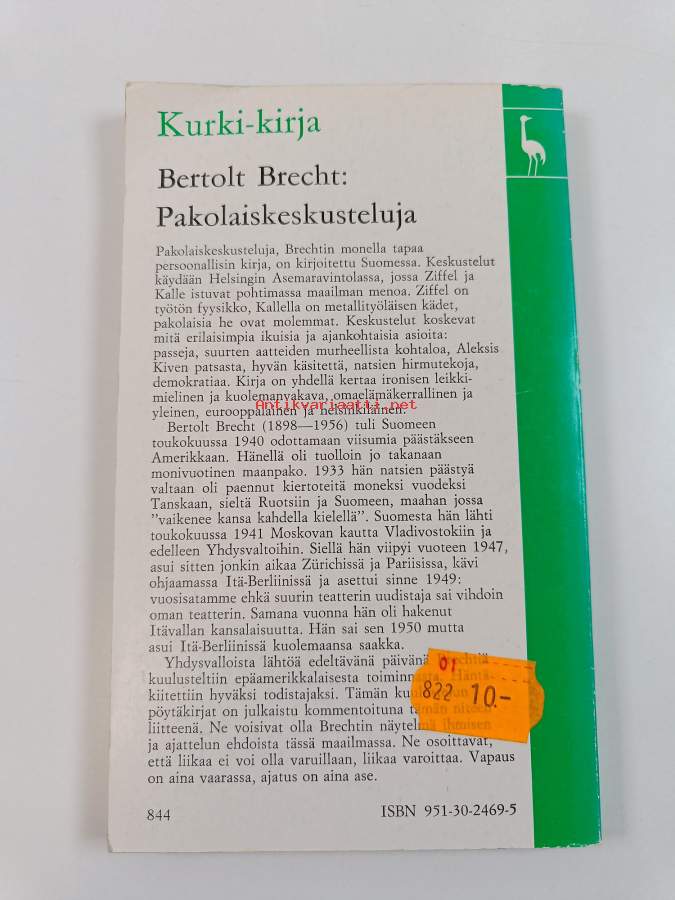 Kurki-kirja
Bertolt Brecht:
Pakolaiskeskusteluja
Pakolaiskeskusteluja, Brechtin monella tapaa
persoonallisin kirja, on kirjoitettu Suomessa. Keskustelut
käydään Helsingin Asemaravintolassa, jossa Ziffel ja
Kalle istuvat pohtimassa maailman menoa. Ziffel on
työtön fyysikko, Kallella on metallityöläisen kädet,
pakolaisia he ovat molemmat. Keskustelut koskevat
mitä erilaisimpia ikuisia ja ajankohtaisia asioita:
passeja, suurten aatteiden murheellista kohtaloa, Aleksis
Kiven patsasta, hyvän käsitettä, natsien hirmutekoja,
demokratiaa. Kirja on yhdellä kertaa ironisen leikki-
mielinen ja kuolemanvakava, omaelämäkerrallinen ja
Antikvariaatti.net
yleinen, eurooppalainen ja helsinkiläinen.
Bertolt Brecht (1898—1956) tuli Suomeen
toukokuussa 1940 odottamaan viisumia päästäkseen
Amerikkaan. Hänellä oli tuolloin jo takanaan
monivuotinen maanpako. 1933 hän natsien päästyä
valtaan oli paennut kiertoteitä moneksi vuodeksi
Tanskaan, sieltä Ruotsiin ja Suomeen, maahan jossa
"vaikenee kansa kahdella kielellä". Suomesta hän lähti
toukokuussa 1941 Moskovan kautta Vladivostokiin ja
edelleen Yhdysvaltoihin. Siellä hän viipyi vuoteen 1947,
asui sitten jonkin aikaa Zürichissä ja Pariisissa, kävi
ohjaamassa Itä-Berliinissä ja asettui sinne 1949:
vuosisatamme ehkä suurin teatterin uudistaja sai vihdoin
oman teatterin. Samana vuonna hän oli hakenut
Itävallan kansalaisuutta. Hän sai sen 1950 mutta
asui Itä-Berliinissä kuolemaansa saakka.
Yhdysvalloista lähtöä edeltävänä päivänä Brechtiä
kuulusteltiin epäamerikkalaisesta toiminnasta. Häntä
kiitettiin hyväksi todistajaksi. Tämän
pöytäkirjat on julkaistu kommentoituna tämän niteen
liitteenä. Ne voisivat olla Brechtin näytelmä ihmisen
ja ajattelun ehdoista tässä maailmassa. Ne osoittavat,
että liikaa ei voi olla varuillaan, liikaa varoittaa. Vapaus
on aina vaarassa, ajatus on aina ase.
01
822 10.-
844
ISBN 951-30-2469-5